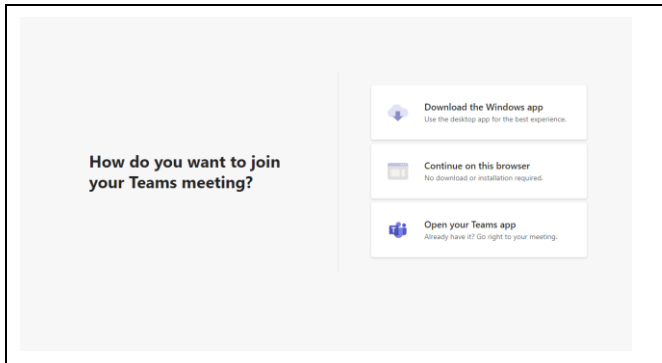 How do you want to join
your Teams meeting?
Download the Windows app
Use the desktop app for the best experience.
Continue on this browser
No download or installation required.
Open your Teams app
Already have it? Go right to your meeting.